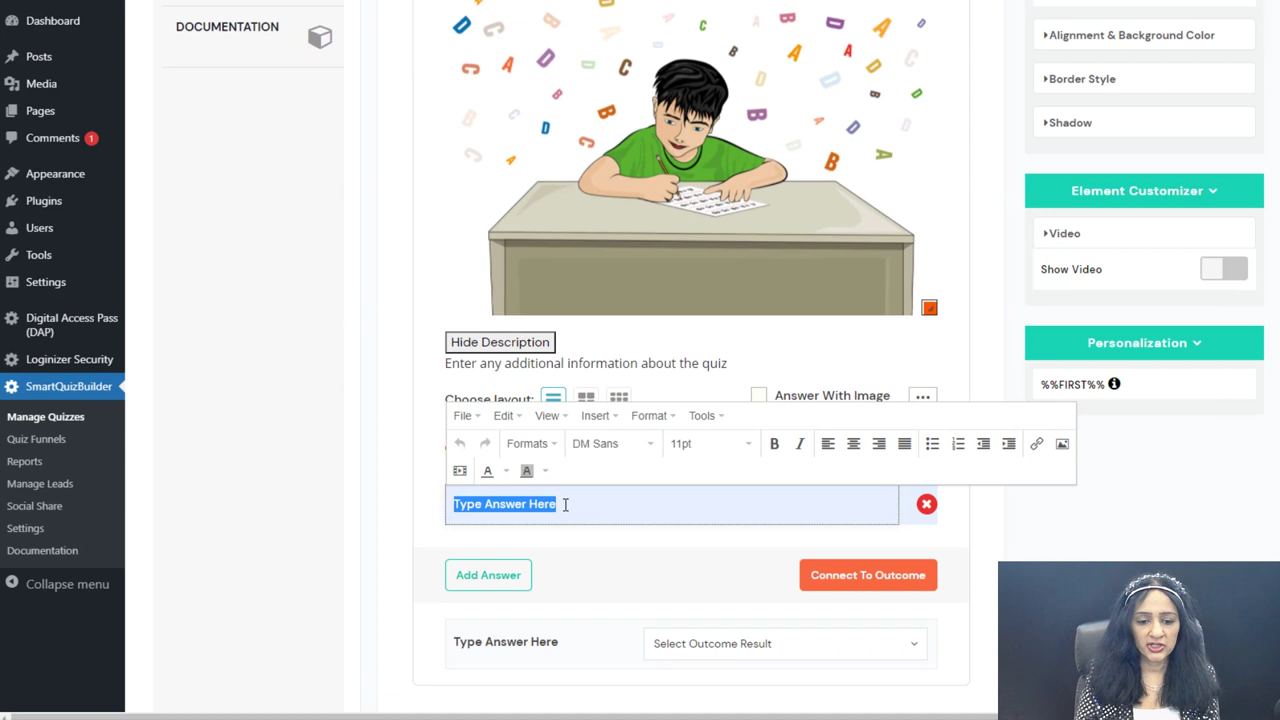 Dashboard
Posts
Media
Pages
Comments 1
Appearance
Plugins
Users
Tools
Settings
Digital Access Pass
(DAP)
Loginizer Security
SmartQuizBuilder
Manage Quizzes
Quiz Funnels
Reports
Manage Leads
Social Share
Settings
Documentation
Collapse menu
DOCUMENTATION
Hide Description
Enter any additional information about the quiz
Choose layout:
Answer With Image
...
File Edit View Insert Format Tools
Formats DM Sans 11pt B I
A A
Type Answer Here
Add Answer
Connect To Outcome
Type Answer Here
Select Outcome Result
Alignment & Background Color
Border Style
Shadow
Element Customizer
Video
Show Video
Personalization
%%FIRST%%